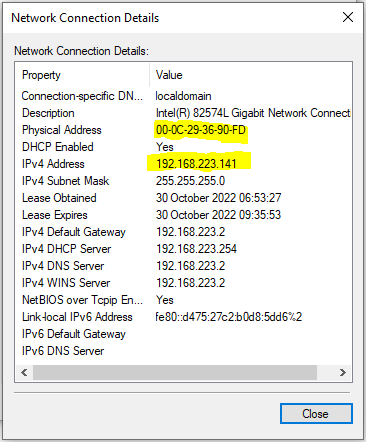 Network Connection Details
Network Connection Details:
Property Value
Connection-specific DN... localdomain
Description Intel(R) 82574L Gigabit Network Connecti
Physical Address 00-0C-29-36-90-FD
DHCP Enabled Yes
IPv4 Address 192.168.223.141
IPv4 Subnet Mask 255.255.255.0
Lease Obtained 30 October 2022 06:53:27
Lease Expires 30 October 2022 09:35:53
IPv4 Default Gateway 192.168.223.2
IPv4 DHCP Server 192.168.223.254
IPv4 DNS Server 192.168.223.2
IPv4 WINS Server 192.168.223.2
NetBIOS over Tcpip En... Yes
Link-local IPv6 Address fe80::d475:27c2:b0d8:5dd6%2
IPv6 Default Gateway
IPv6 DNS Server
Close